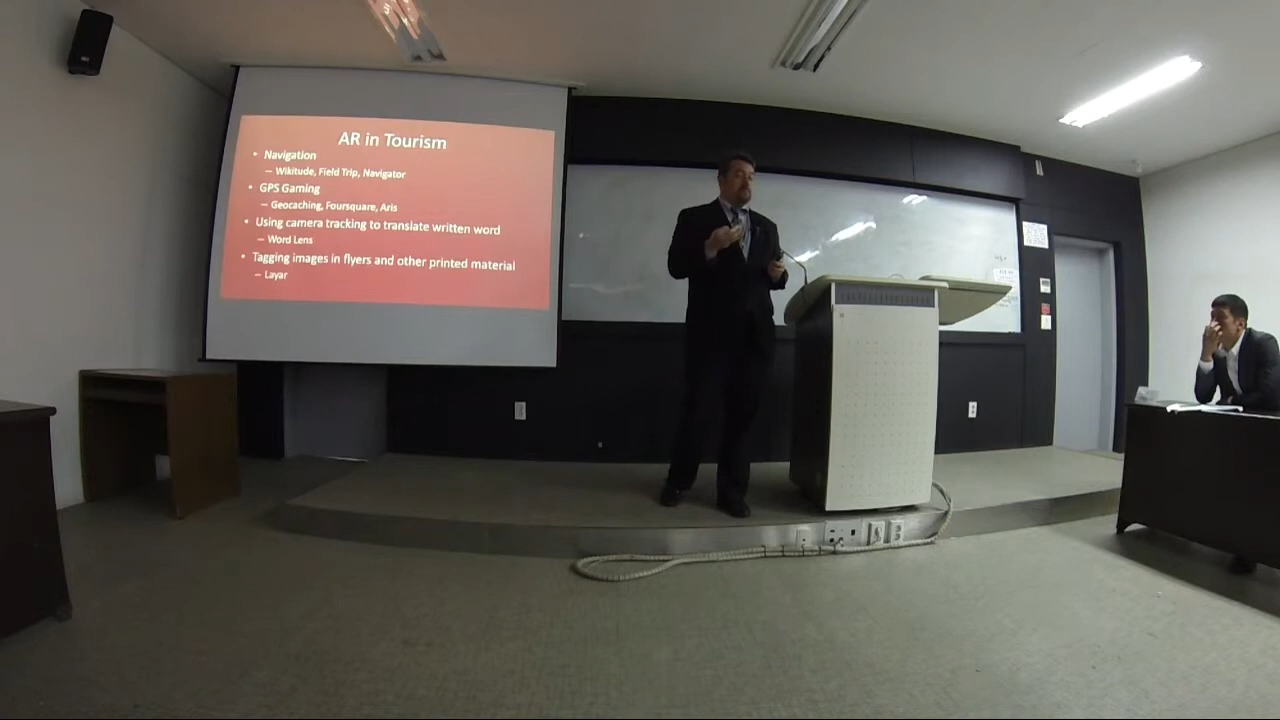 AR in Tourism
• Navigation
– Wikitude, Field Trip, Navigator
• GPS Gaming
– Geocaching, Foursquare, Aris
• Using camera tracking to translate written word
– Word Lens
• Tagging images in flyers and other printed material
– Layar